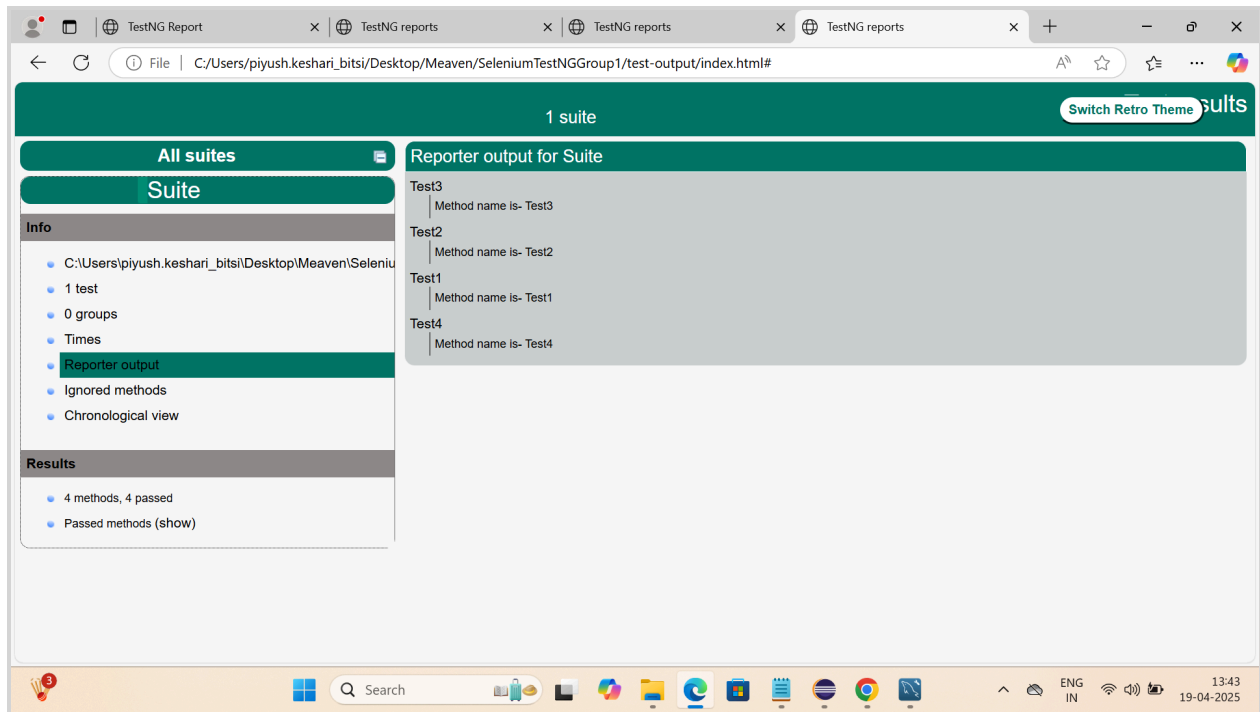 TestNG Report
TestNG reports
TestNG reports
TestNG reports
File
C:/Users/piyush.keshari_bitsi/Desktop/Meaven/SeleniumTestNGGroup1/test-output/index.html#
1 suite
Switch Retro Theme
All suites
Suite
Info
C:\Users\piyush.keshari_bitsi\Desktop\Meaven\Seleniu
1 test
0 groups
Times
Reporter output
Ignored methods
Chronological view
Results
4 methods, 4 passed
Passed methods (show)
Reporter output for Suite
Test3
Method name is- Test3
Test2
Method name is- Test2
Test1
Method name is- Test1
Test4
Method name is- Test4
3
Search
ENG
IN
13:43
19-04-2025